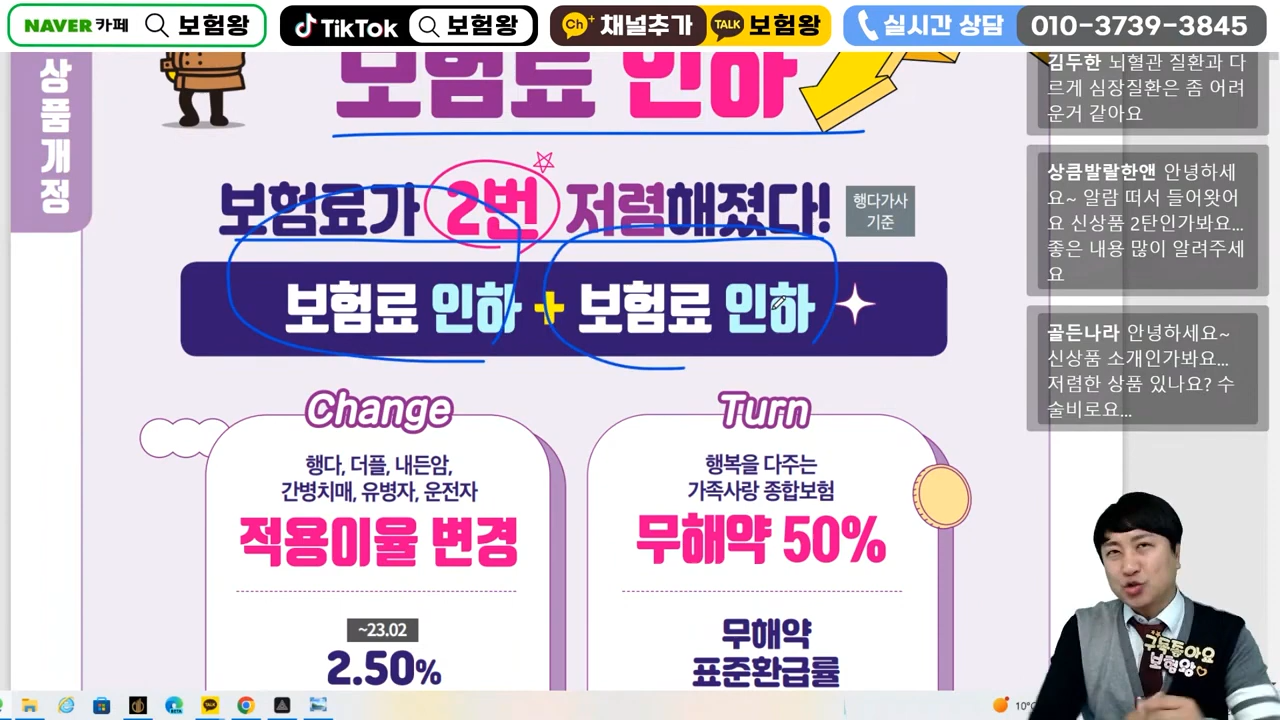 NAVER 카페 보험왕
TikTok 보험왕
Ch+ 채널추가 TALK 보험왕
실시간 상담 010-3739-3845
상품개정
보험료 인하
보험료가 2번 저렴해졌다!
행다가사
기준
보험료 인하 + 보험료 인하
Change
행다, 더플, 내든암,
간병치매, 유병자, 운전자
적용이율 변경
~23.02
2.50%
Turn
행복을 다주는
가족사랑 종합보험
무해약 50%
무해약
표준환급률
김두한 뇌혈관 질환과 다
르게 심장질환은 좀 어려
운거 같아요
상큼발랄한앤 안녕하세
요~ 알람 떠서 들어왓어
요 신상품 2탄인가봐요...
좋은 내용 많이 알려주세
요
골든나라 안녕하세요~
신상품 소개인가봐요...
저렴한 상품 있나요? 수
술비로요...
구독좋아요
보험왕
TALK
10°C